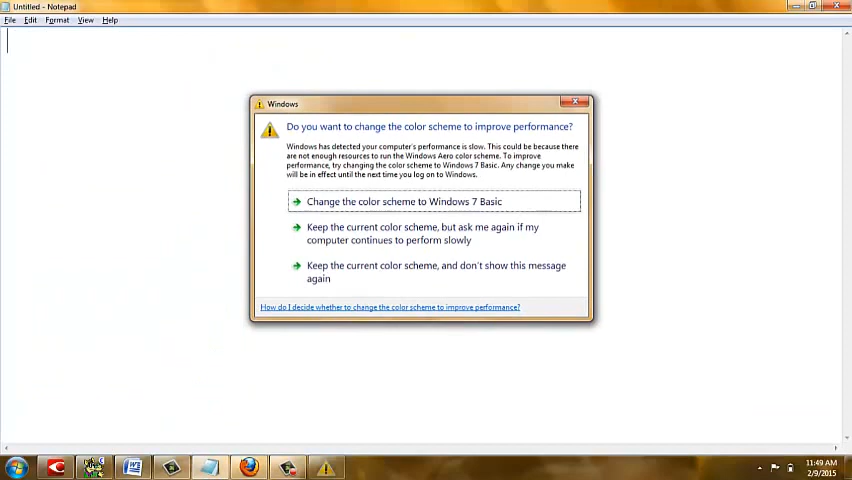 Untitled - Notepad
File Edit Format View Help
Windows
Do you want to change the color scheme to improve performance?
Windows has detected your computer's performance is slow. This could be because there
are not enough resources to run the Windows Aero color scheme. To improve
performance, try changing the color scheme to Windows 7 Basic. Any change you make
will be in effect until the next time you log on to Windows.
Change the color scheme to Windows 7 Basic
Keep the current color scheme, but ask me again if my
computer continues to perform slowly
Keep the current color scheme, and don't show this message
again
How do I decide whether to change the color scheme to improve performance?
11:49 AM
2/9/2015